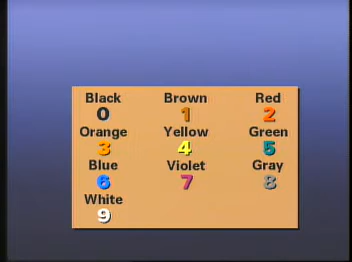 Black Brown Red
0 1 2
Orange Yellow Green
3 4 5
Blue Violet Gray
6 7 8
White
9